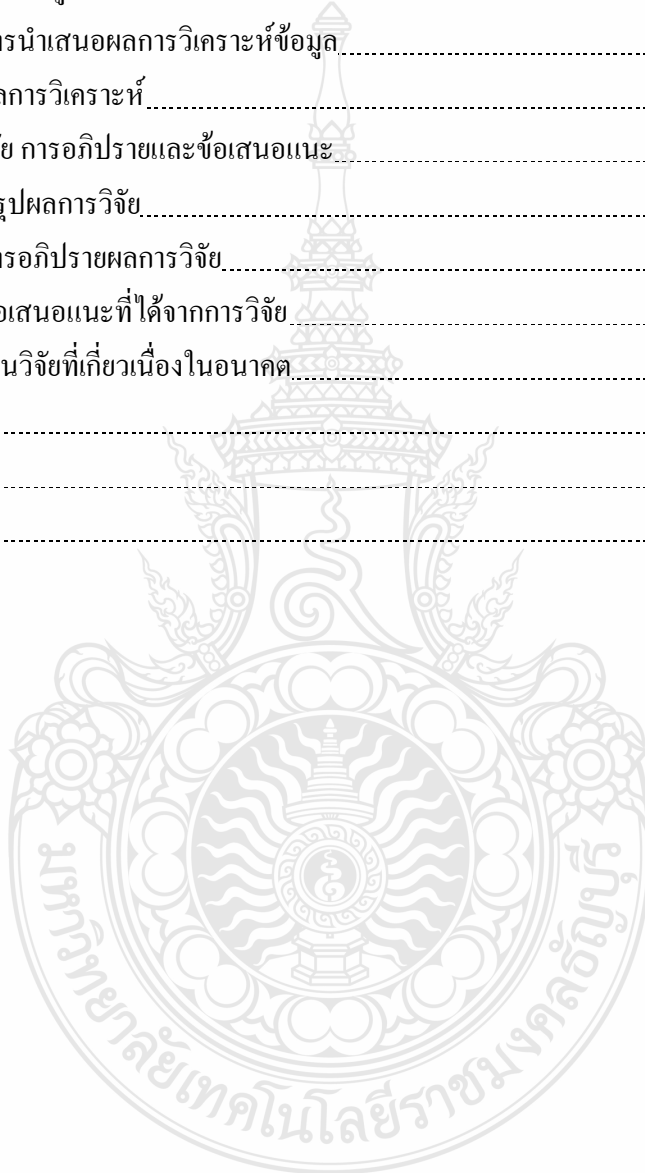 รนำเสนอผลการวิเคราะห์ข้อมูล
ลการวิเคราะห์
ัย การอภิปรายและข้อเสนอแนะ
รุปผลการวิจัย
ารอภิปรายผลการวิจัย
อเสนอแนะที่ได้จากการวิจัย
นวิจัยที่เกี่ยวเนื่องในอนาคต
มหาวิทยาลัยเทคโนโลยีราชมงคลธัญบุรี